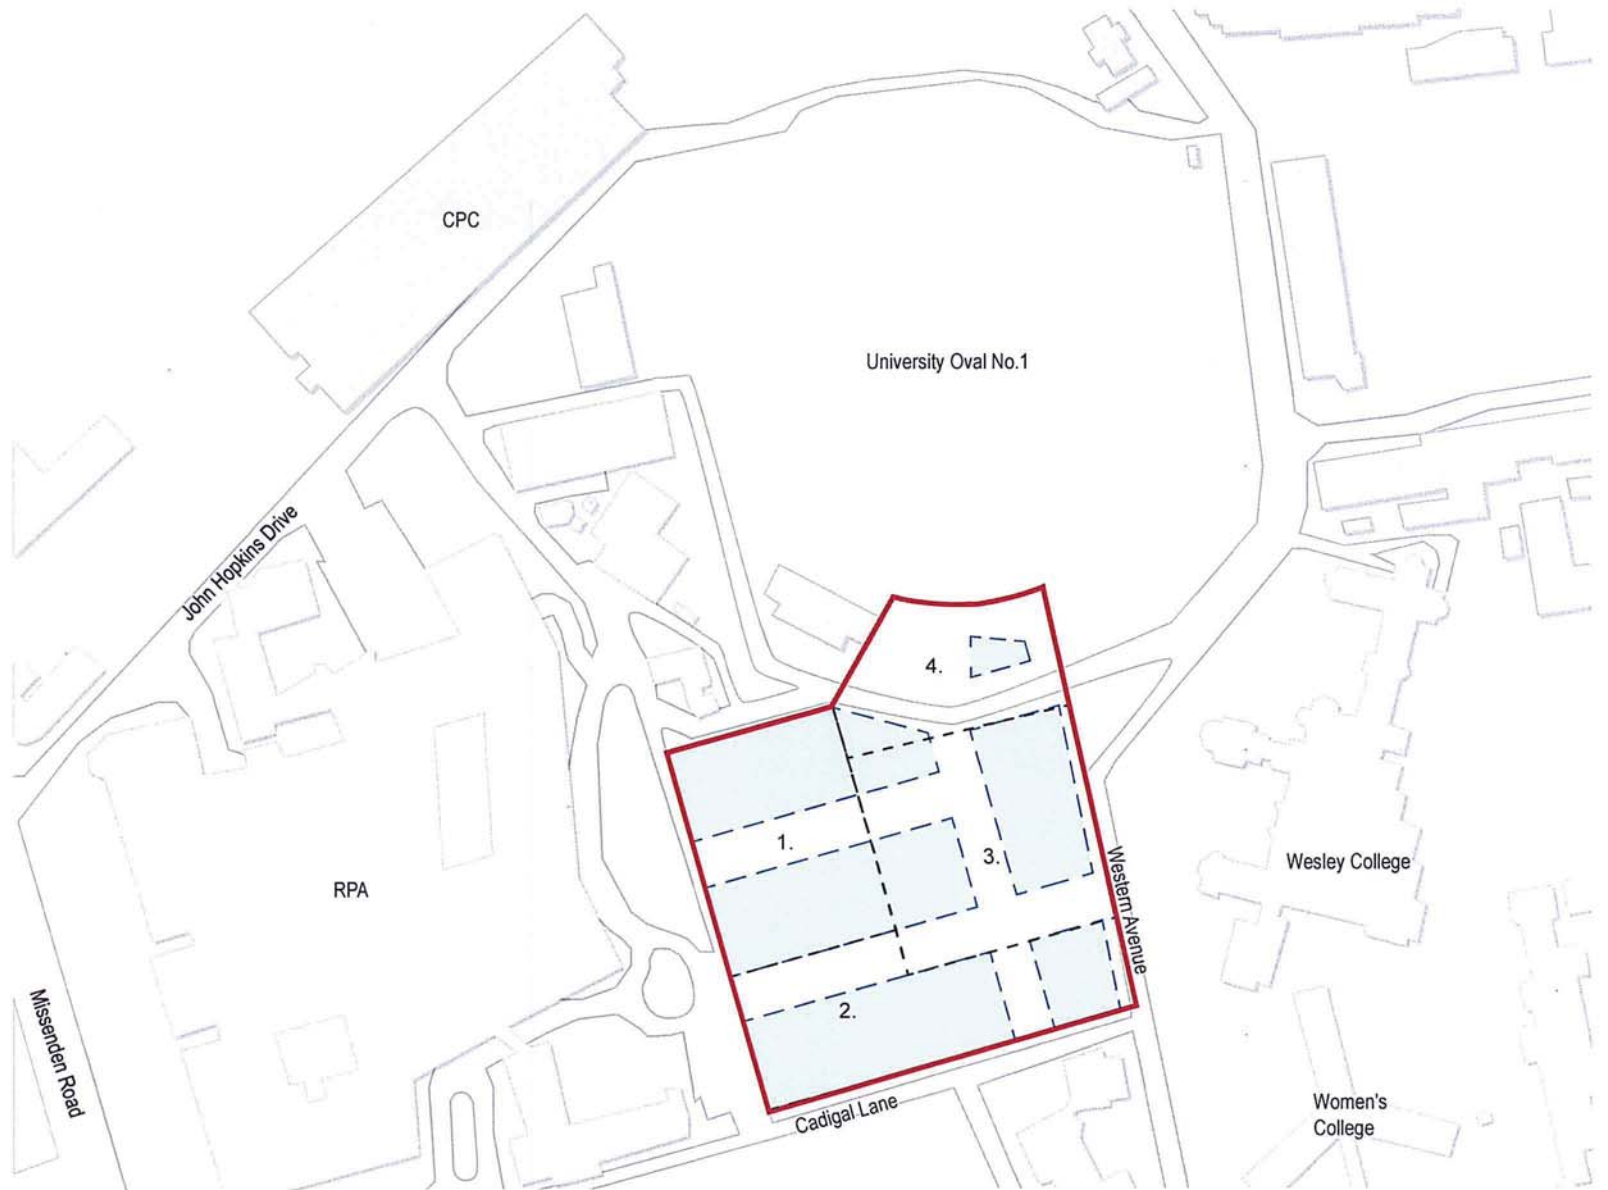 CPC
University Oval No.1
John Hopkins Drive
4.
1.
3.
Western Avenue
Wesley College
RPA
2.
Missenden Road
Cadigal Lane
Women's
College